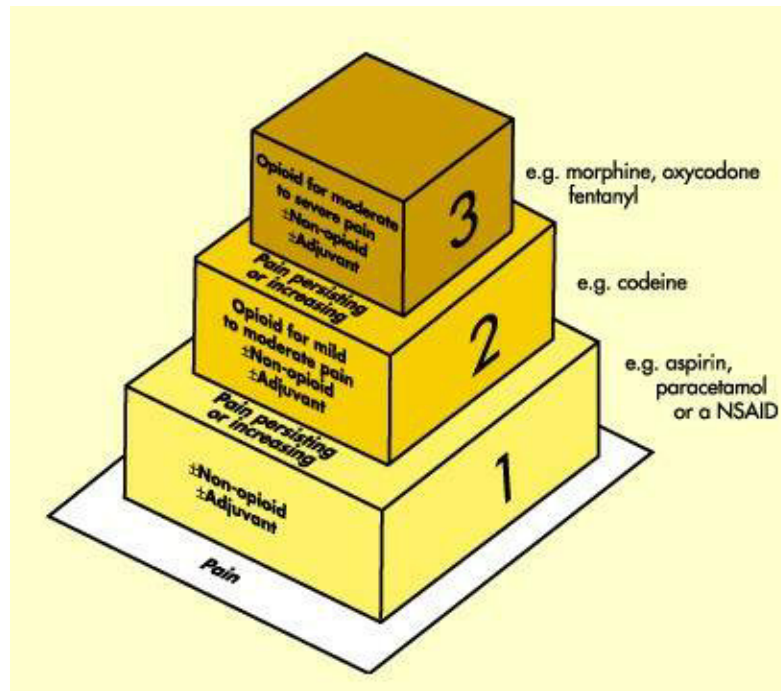 Opioid for moderate
to severe pain
±Non-opioid
±Adjuvant
3
e.g. morphine, oxycodone
fentanyl
Pain persisting
or increasing
Opioid for mild
to moderate pain
±Non-opioid
±Adjuvant
2
e.g. codeine
Pain persisting
or increasing
±Non-opioid
±Adjuvant
1
e.g. aspirin,
paracetamol
or a NSAID
Pain